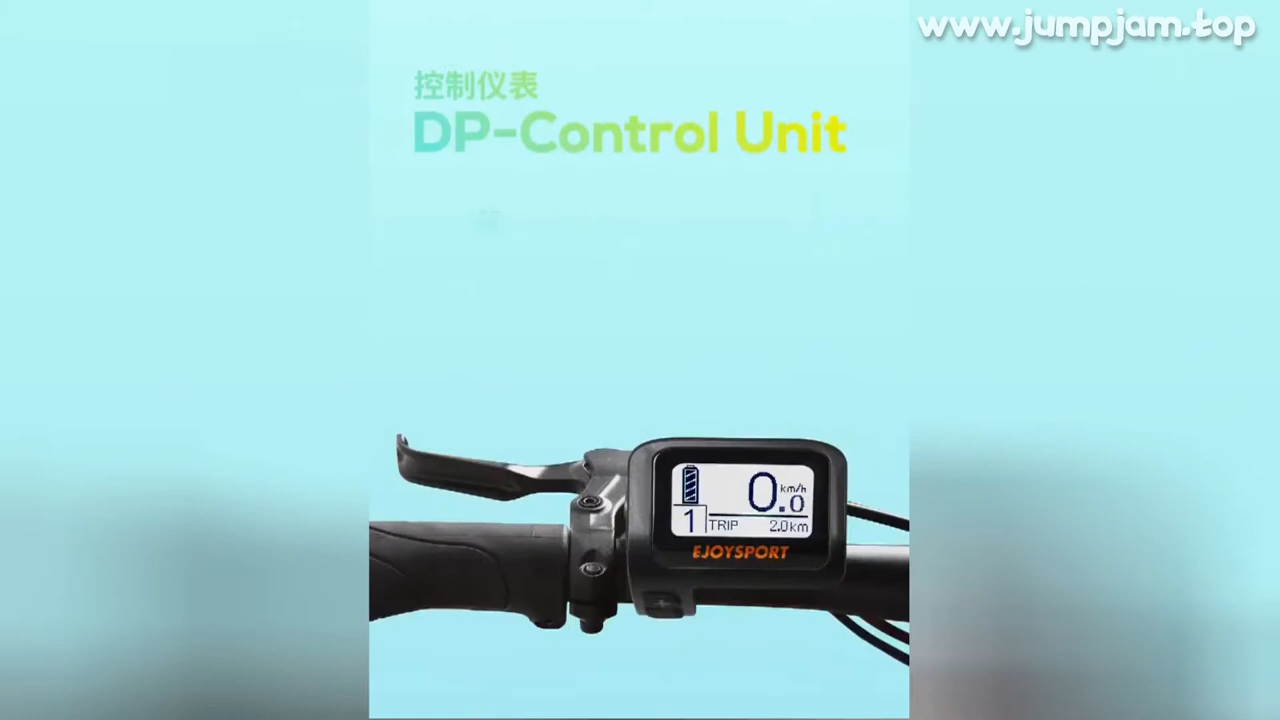 www.jumpjam.top
控制仪表
DP-Control Unit
0.0 km/h
1 TRIP 2.0km
EJOYSPORT